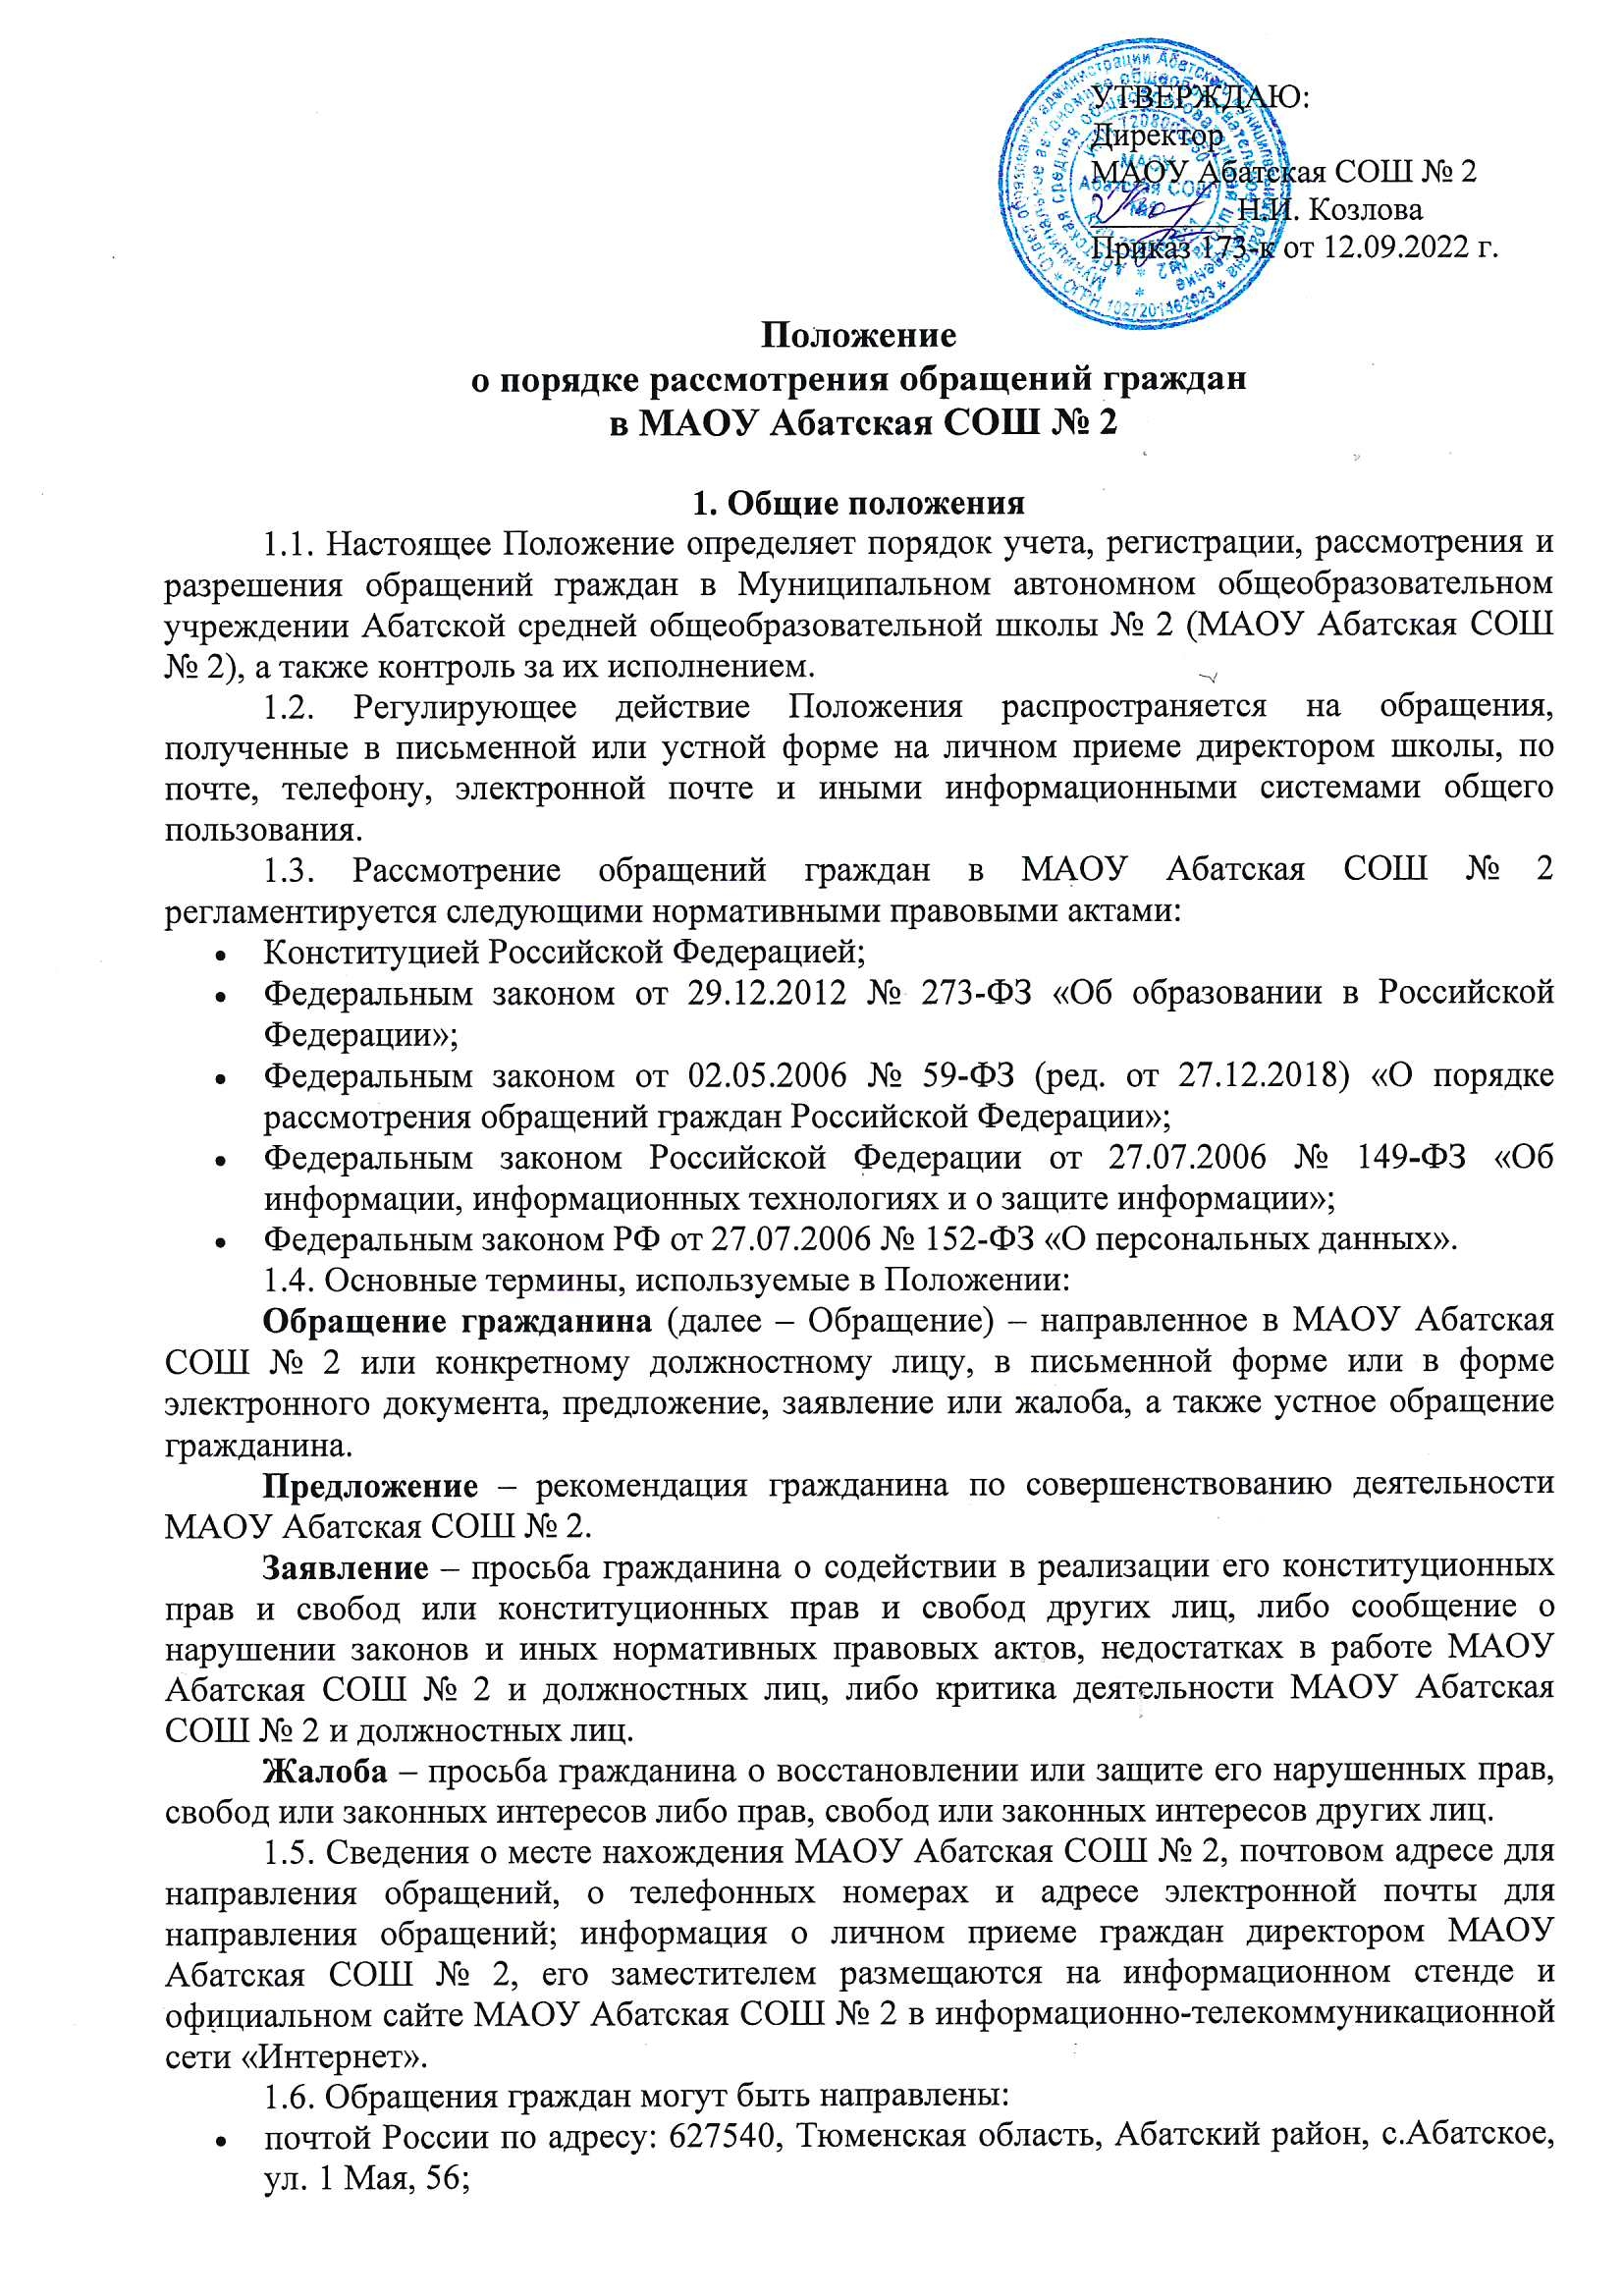 УТВЕРЖДАЮ:
Директор
МАОУ Абатская СОШ № 2
Н.И. Козлова
Приказ 173-к от 12.09.2022 г.
Положение
о порядке рассмотрения обращений граждан
в МАОУ Абатская СОШ № 2
1. Общие положения
1.1. Настоящее Положение определяет порядок учета, регистрации, рассмотрения и
разрешения обращений граждан в Муниципальном автономном общеобразовательном
учреждении Абатской средней общеобразовательной школы № 2 (МАОУ Абатская СОШ
№ 2), а также контроль за их исполнением.
1.2. Регулирующее действие Положения распространяется на обращения,
полученные в письменной или устной форме на личном приеме директором школы, по
почте, телефону, электронной почте и иными информационными системами общего
пользования.
1.3. Рассмотрение обращений граждан в МАОУ Абатская СОШ № 2
регламентируется следующими нормативными правовыми актами:
• Конституцией Российской Федерацией;
• Федеральным законом от 29.12.2012 № 273-ФЗ «Об образовании в Российской
Федерации»;
• Федеральным законом от 02.05.2006 № 59-ФЗ (ред. от 27.12.2018) «О порядке
рассмотрения обращений граждан Российской Федерации»;
• Федеральным законом Российской Федерации от 27.07.2006 № 149-ФЗ «Об
информации, информационных технологиях и о защите информации»;
• Федеральным законом РФ от 27.07.2006 № 152-ФЗ «О персональных данных».
1.4. Основные термины, используемые в Положении:
Обращение гражданина (далее – Обращение) – направленное в МАОУ Абатская
СОШ № 2 или конкретному должностному лицу, в письменной форме или в форме
электронного документа, предложение, заявление или жалоба, а также устное обращение
гражданина.
Предложение – рекомендация гражданина по совершенствованию деятельности
МАОУ Абатская СОШ № 2.
Заявление – просьба гражданина о содействии в реализации его конституционных
прав и свобод или конституционных прав и свобод других лиц, либо сообщение о
нарушении законов и иных нормативных правовых актов, недостатках в работе МАОУ
Абатская СОШ № 2 и должностных лиц, либо критика деятельности МАОУ Абатская
СОШ № 2 и должностных лиц.
Жалоба – просьба гражданина о восстановлении или защите его нарушенных прав,
свобод или законных интересов либо прав, свобод или законных интересов других лиц.
1.5. Сведения о месте нахождения МАОУ Абатская СОШ № 2, почтовом адресе для
направления обращений, о телефонных номерах и адресе электронной почты для
направления обращений; информация о личном приеме граждан директором МАОУ
Абатская СОШ № 2, его заместителем размещаются на информационном стенде и
официальном сайте МАОУ Абатская СОШ № 2 в информационно-телекоммуникационной
сети «Интернет».
1.6. Обращения граждан могут быть направлены:
• почтой России по адресу: 627540, Тюменская область, Абатский район, с.Абатское,
ул. 1 Мая, 56;